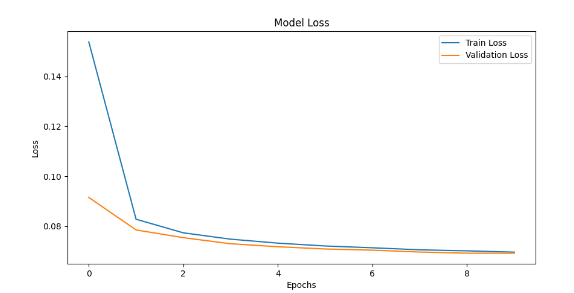 Model Loss
Train Loss
Validation Loss
0.14
0.12
0.10
0.08
Loss
0 2 4 6 8
Epochs